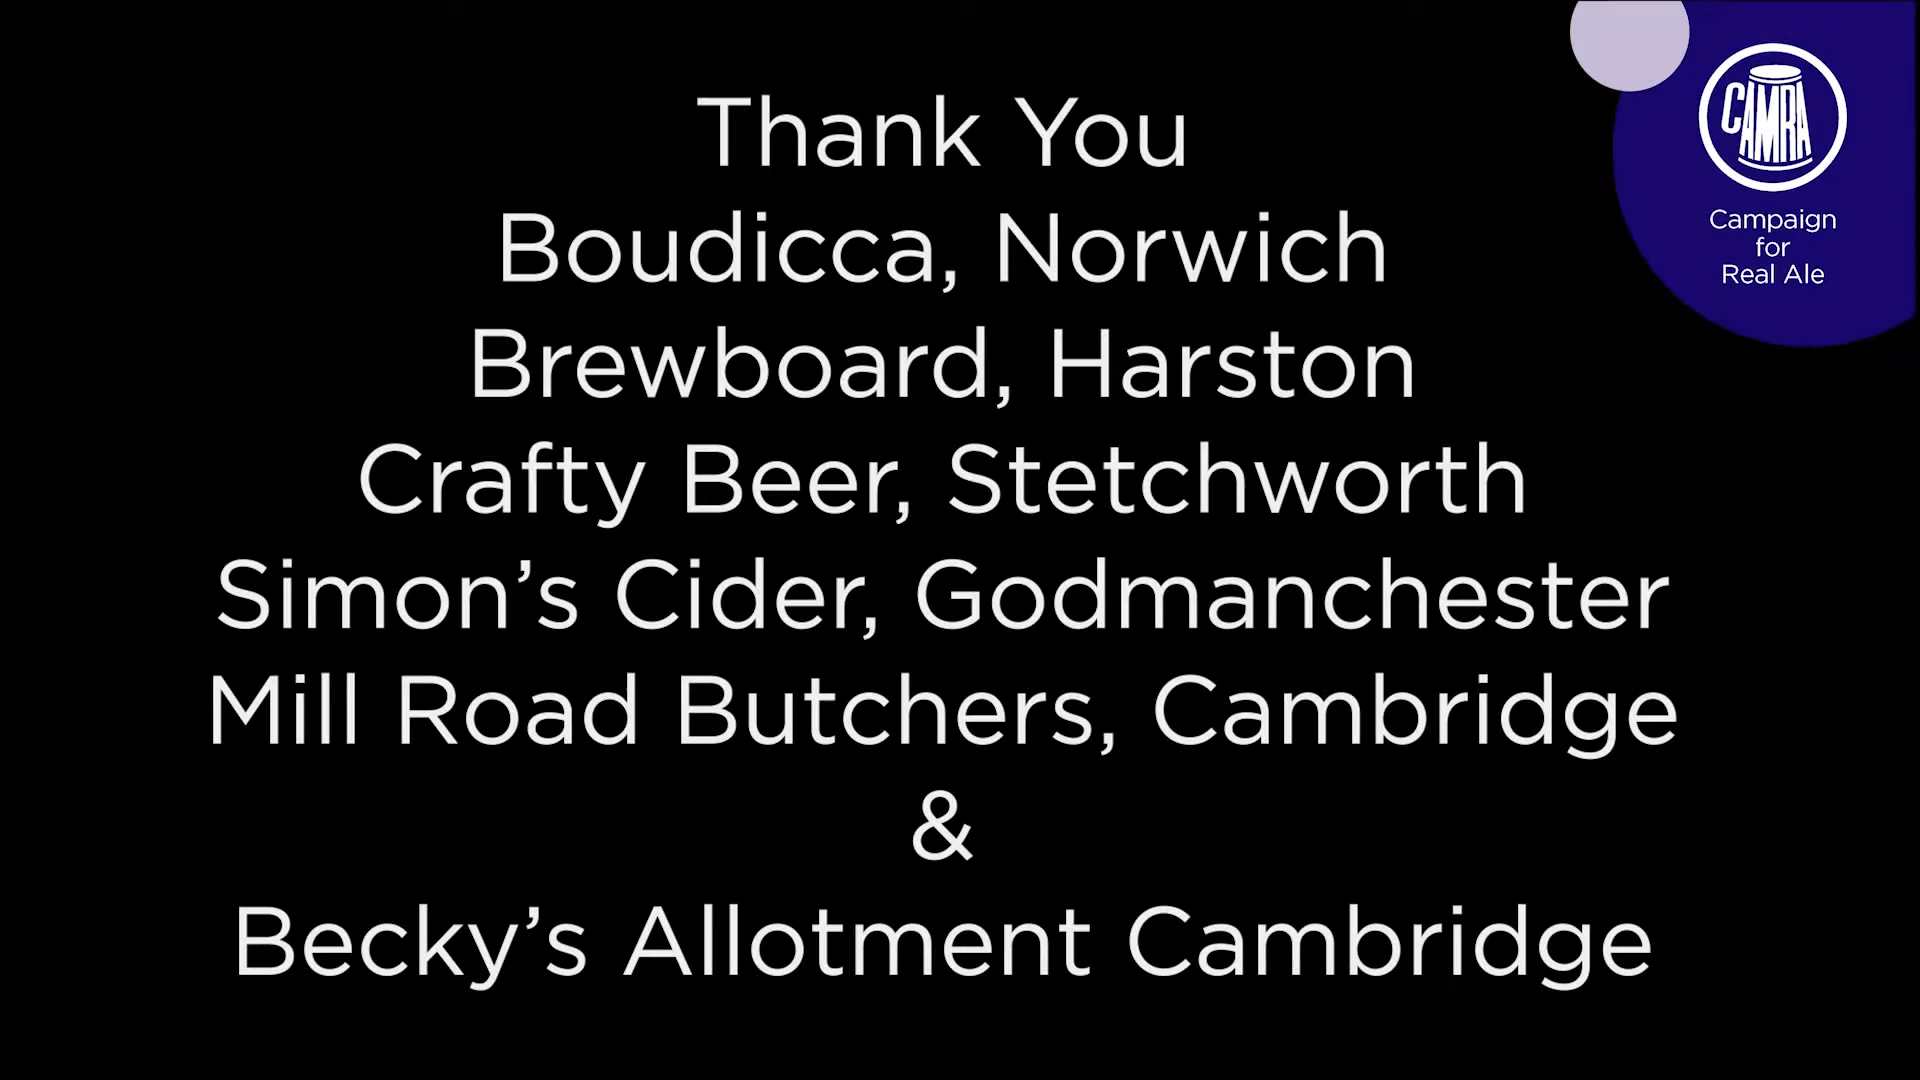 Thank You
Boudicca, Norwich
Brewboard, Harston
Crafty Beer, Stetchworth
Simon’s Cider, Godmanchester
Mill Road Butchers, Cambridge
&
Becky’s Allotment Cambridge
CAMRA
Campaign
for
Real Ale